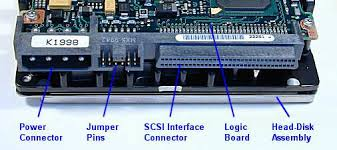 K1998
Power Connector
Jumper Pins
SCSI Interface Connector
Logic Board
Head-Disk Assembly